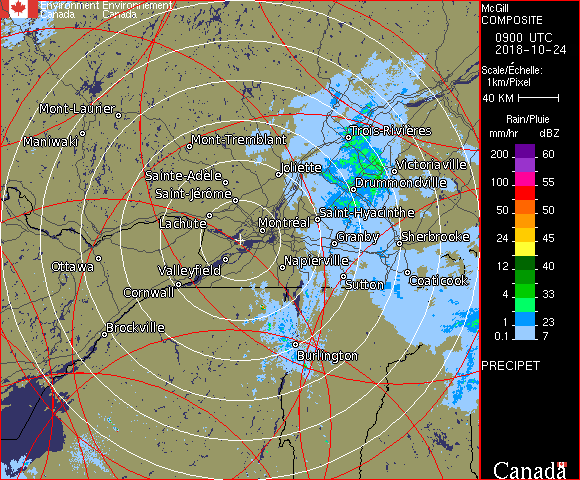 Environment Environnement
Canada Canada
McGill
COMPOSITE
0900 UTC
2018-10-24
Scale/Échelle:
1km/Pixel
40 KM
Rain/Pluie
mm/hr dBZ
200 60
150 57
100 55
50 50
24 45
12 40
4 33
1 23
0.1 7
PRECIPET
Canada
Mont-Laurier
Maniwaki
Mont-Tremblant
Trois-Rivières
Joliette
Victoriaville
Sainte-Adèle
Drummondville
Saint-Jérôme
Saint-Hyacinthe
Lachute
Montréal
Granby
Sherbrooke
Ottawa
Valleyfield
Napierville
Sutton
Coaticook
Cornwall
Brockville
Burlington